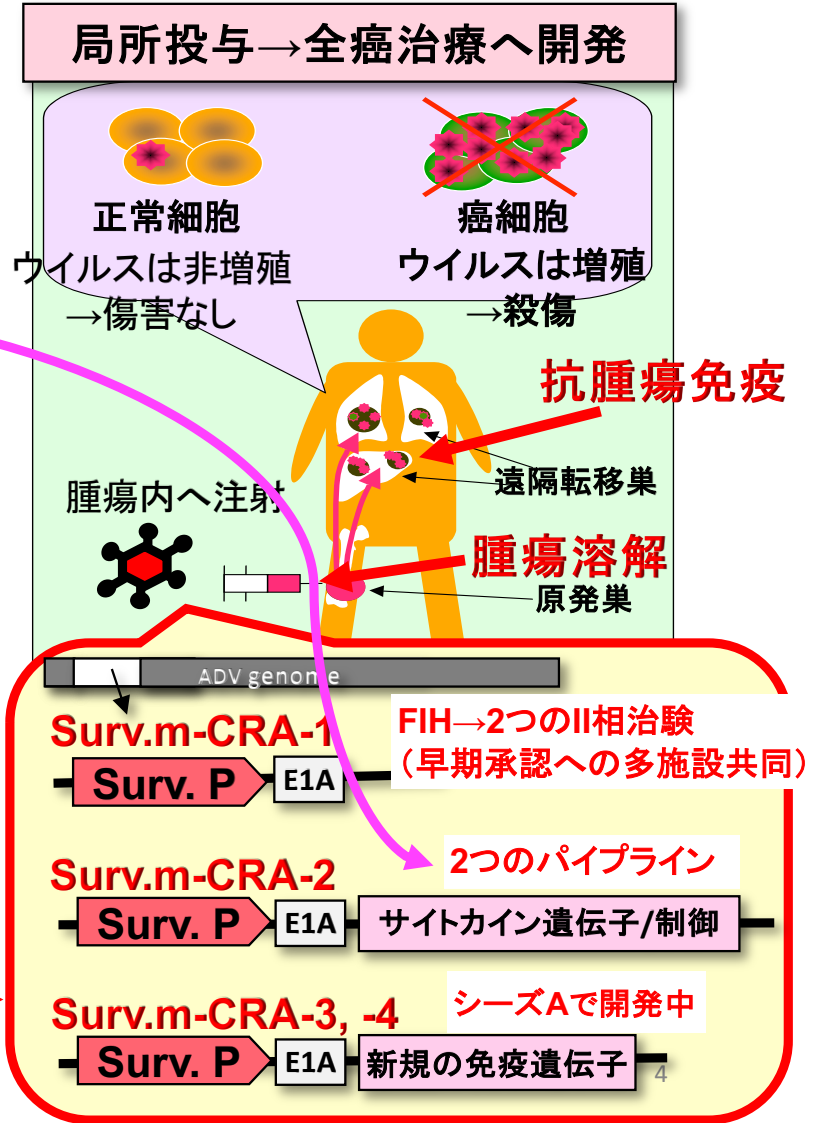 局所投与→全癌治療へ開発
正常細胞
ウイルスは非増殖
→傷害なし
癌細胞
ウイルスは増殖
→殺傷
抗腫瘍免疫
遠隔転移巣
腫瘍内へ注射
腫瘍溶解
原発巣
ADV genome
Surv.m-CRA-1
FIH→2つのII相治験
（早期承認への多施設共同）
Surv. P
E1A
2つのパイプライン
Surv.m-CRA-2
Surv. P
E1A
サイトカイン遺伝子/制御
Surv.m-CRA-3, -4
シーズAで開発中
Surv. P
E1A
新規の免疫遺伝子
4